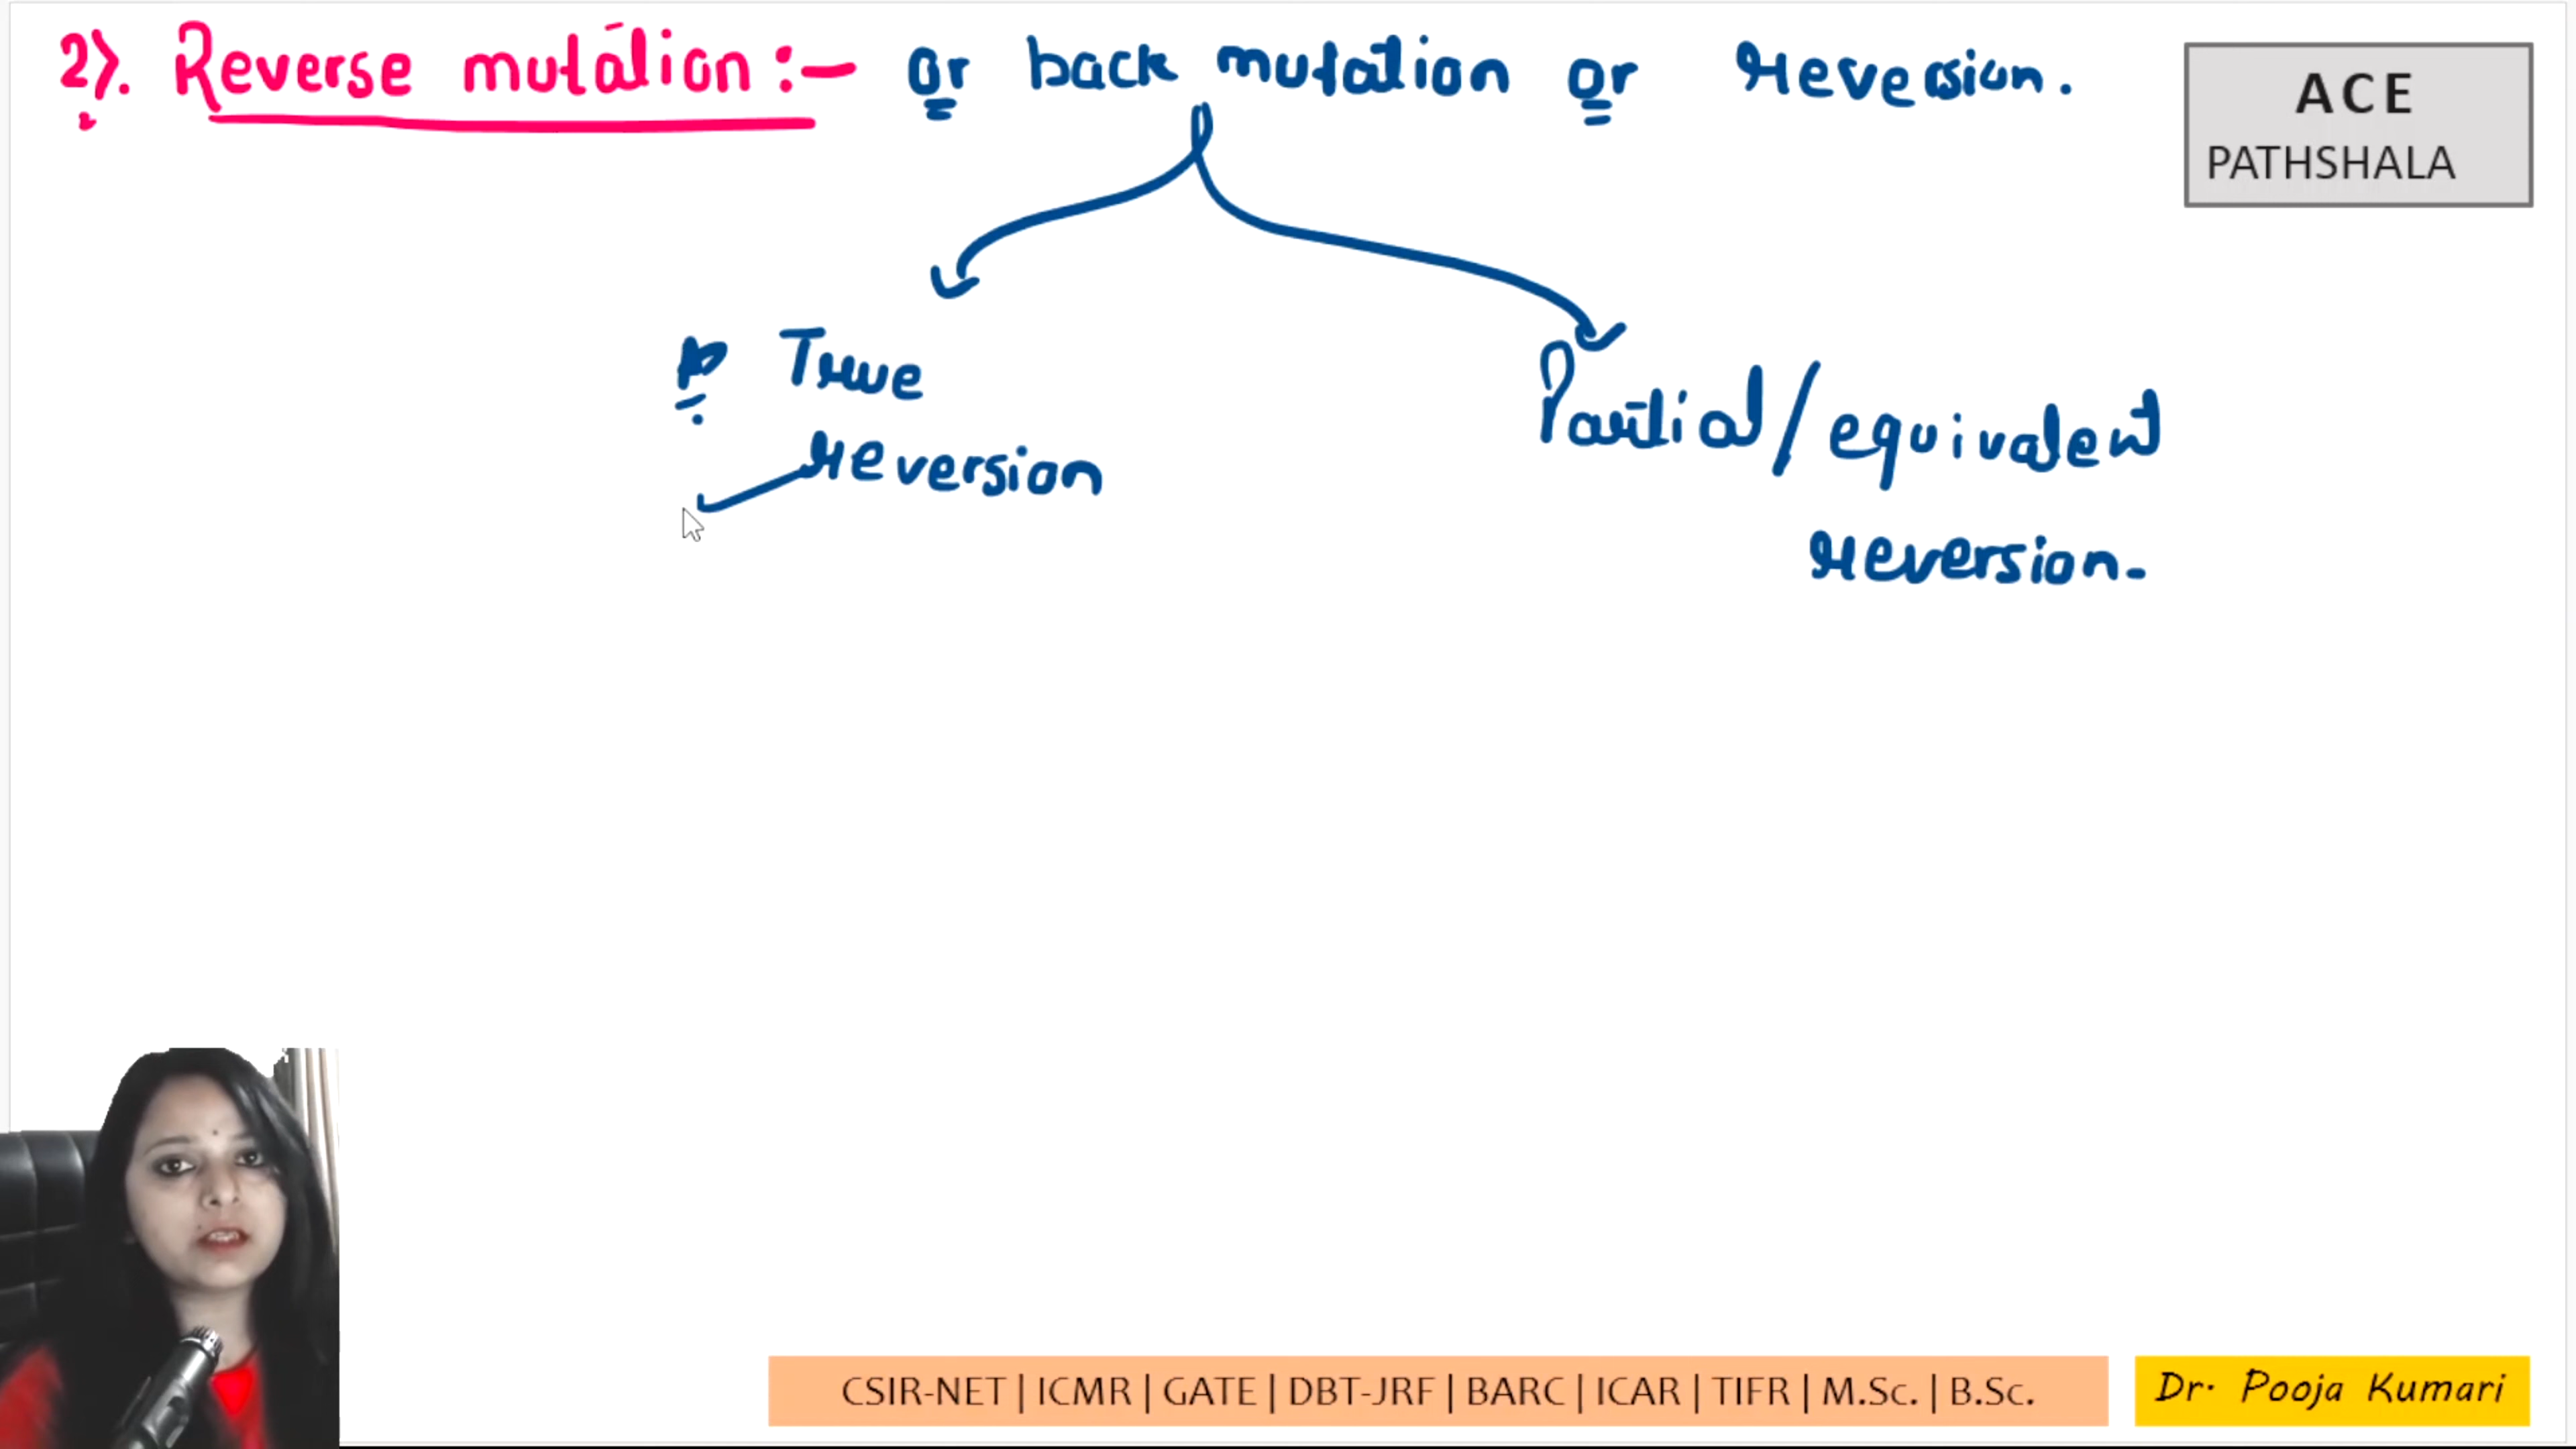 2). Reverse mutation :- or back mutation or reversion.
ACE
PATHSHALA
True
reversion
Partial/equivalent
reversion.
CSIR-NET | ICMR | GATE | DBT-JRF | BARC | ICAR | TIFR | M.Sc. | B.Sc.
Dr. Pooja Kumari